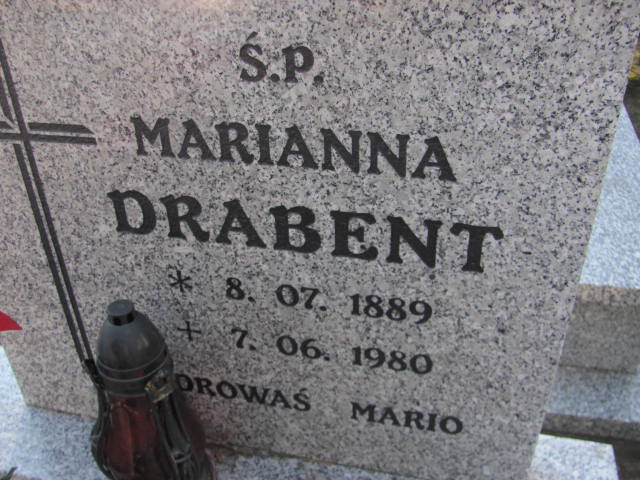 Ś.P.
MARIANNA
DRABENT
* 8. 07. 1889
+ 7. 06. 1980
DROWAŚ MARIO